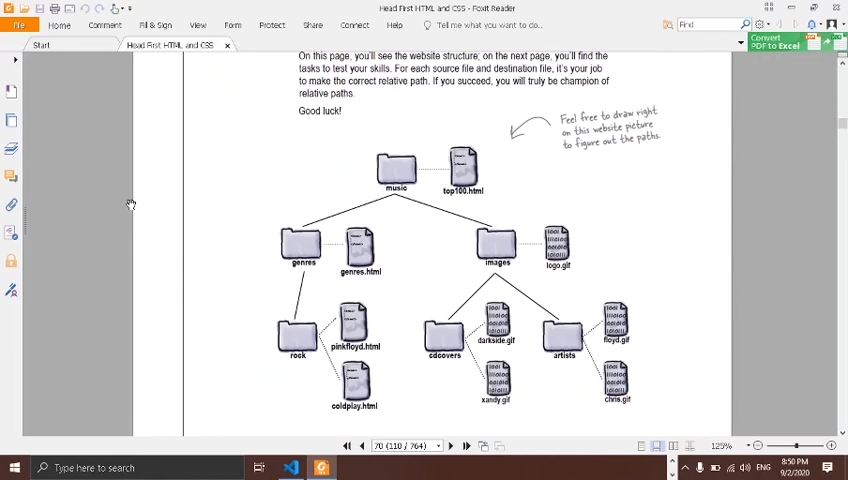 Head First HTML and CSS - Foxit Reader
File
Home
Comment
Fill & Sign
View
Form
Protect
Share
Connect
Help
Tell me what you want to do...
Find
Start
Head First HTML and CSS
Convert
PDF to Excel
On this page, you'll see the website structure; on the next page, you'll find the
tasks to test your skills. For each source file and destination file, it's your job
to make the correct relative path. If you succeed, you will truly be champion of
relative paths.
Good luck!
Feel free to draw right
on this website picture
to figure out the paths.
music
top100.html
genres
genres.html
images
logo.gif
rock
pinkfloyd.html
coldplay.html
cdcovers
darkside.gif
xandy.gif
artists
floyd.gif
chris.gif
70 (110 / 764)
125%
Type here to search
ENG
8:50 PM
9/2/2020